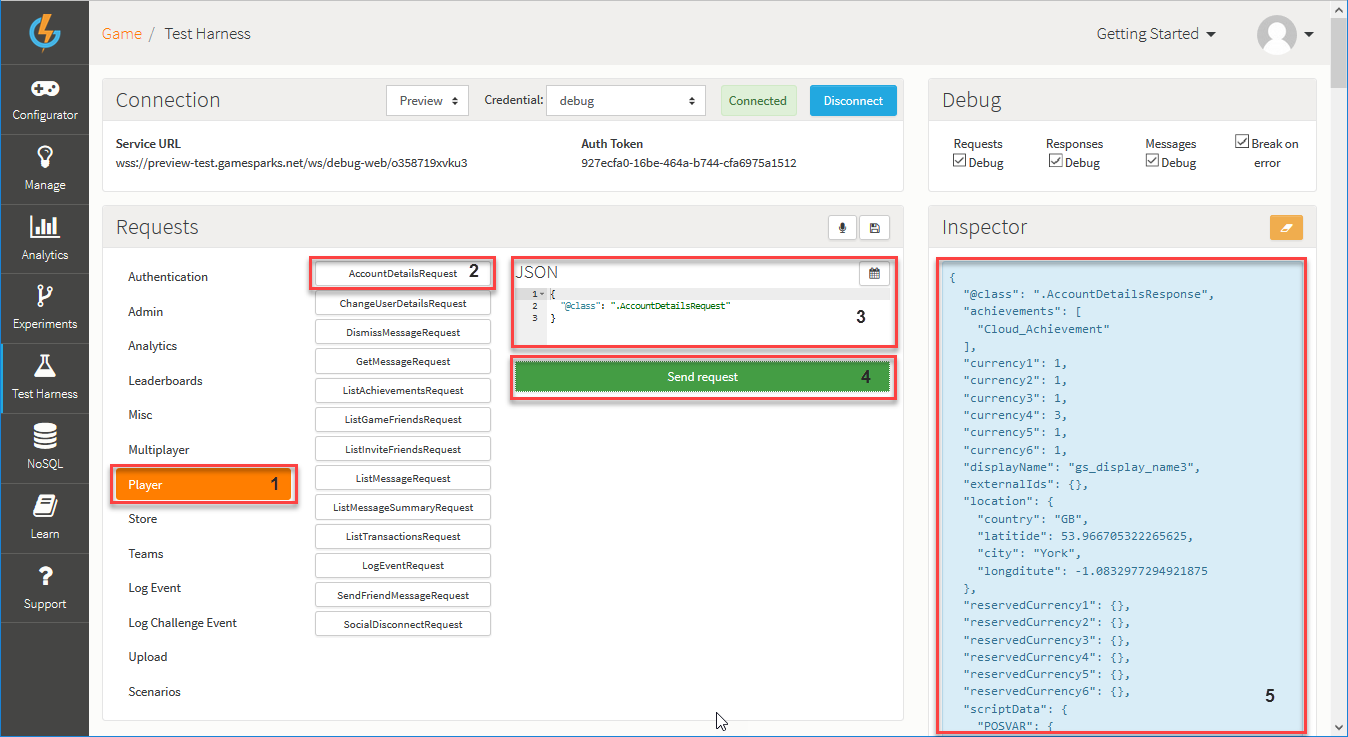 Game / Test Harness
Getting Started
Configurator
Manage
Analytics
Experiments
Test Harness
NoSQL
Learn
Support
Connection
Preview
Credential:
debug
Connected
Disconnect
Service URL
wss://preview-test.gamesparks.net/ws/debug-web/o358719xvku3
Auth Token
927ecfa0-16be-464a-b744-cfa6975a1512
Debug
Requests
Debug
Responses
Debug
Messages
Debug
Break on
error
Requests
Authentication
Admin
Analytics
Leaderboards
Misc
Multiplayer
Player 1
Store
Teams
Log Event
Log Challenge Event
Upload
Scenarios
AccountDetailsRequest 2
ChangeUserDetailsRequest
DismissMessageRequest
GetMessageRequest
ListAchievementsRequest
ListGameFriendsRequest
ListInviteFriendsRequest
ListMessageRequest
ListMessageSummaryRequest
ListTransactionsRequest
LogEventRequest
SendFriendMessageRequest
SocialDisconnectRequest
JSON
1 {
2 "@class": ".AccountDetailsRequest"
3 }
3
Send request 4
Inspector
{
"@class": ".AccountDetailsResponse",
"achievements": [
"Cloud_Achievement"
],
"currency1": 1,
"currency2": 1,
"currency3": 1,
"currency4": 3,
"currency5": 1,
"currency6": 1,
"displayName": "gs_display_name3",
"externalIds": {},
"location": {
"country": "GB",
"latitide": 53.966705322265625,
"city": "York",
"longditute": -1.0832977294921875
},
"reservedCurrency1": {},
"reservedCurrency2": {},
"reservedCurrency3": {},
"reservedCurrency4": {},
"reservedCurrency5": {},
"reservedCurrency6": {},
"scriptData": {
"POSVAR": {
5